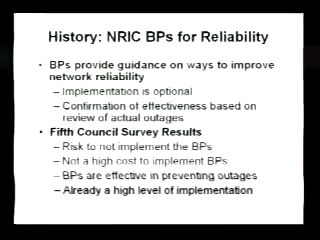 History: NRIC BPs for Reliability
• BPs provide guidance on ways to improve
network reliability
– Implementation is optional
– Confirmation of effectiveness based on
review of actual outages
• Fifth Council Survey Results
– Risk to not implement the BPs
– Not a high cost to implement BPs
– BPs are effective in preventing outages
– Already a high level of implementation